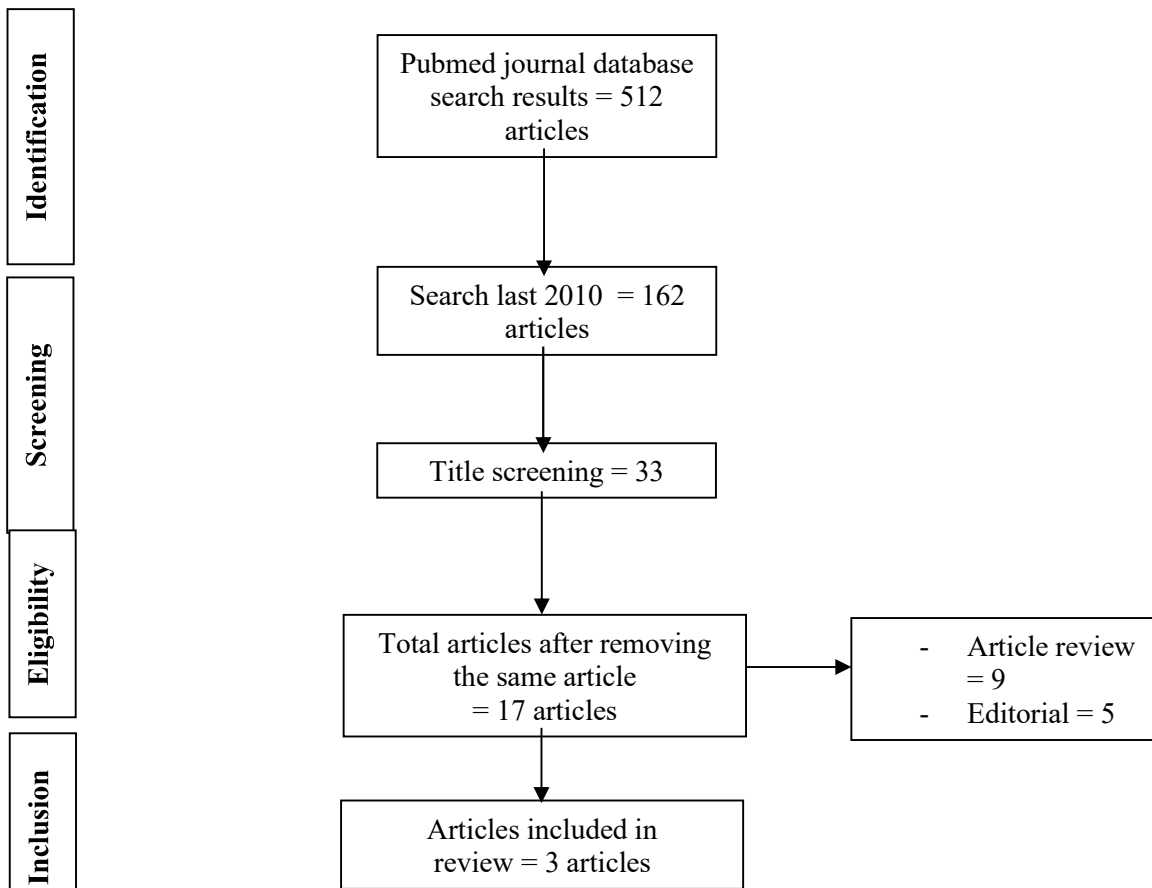 Identification
Pubmed journal database
search results = 512
articles
Screening
Search last 2010  = 162
articles
Title screening = 33
Eligibility
Total articles after removing
the same article
= 17 articles
- Article review
= 9
- Editorial = 5
Inclusion
Articles included in
review = 3 articles